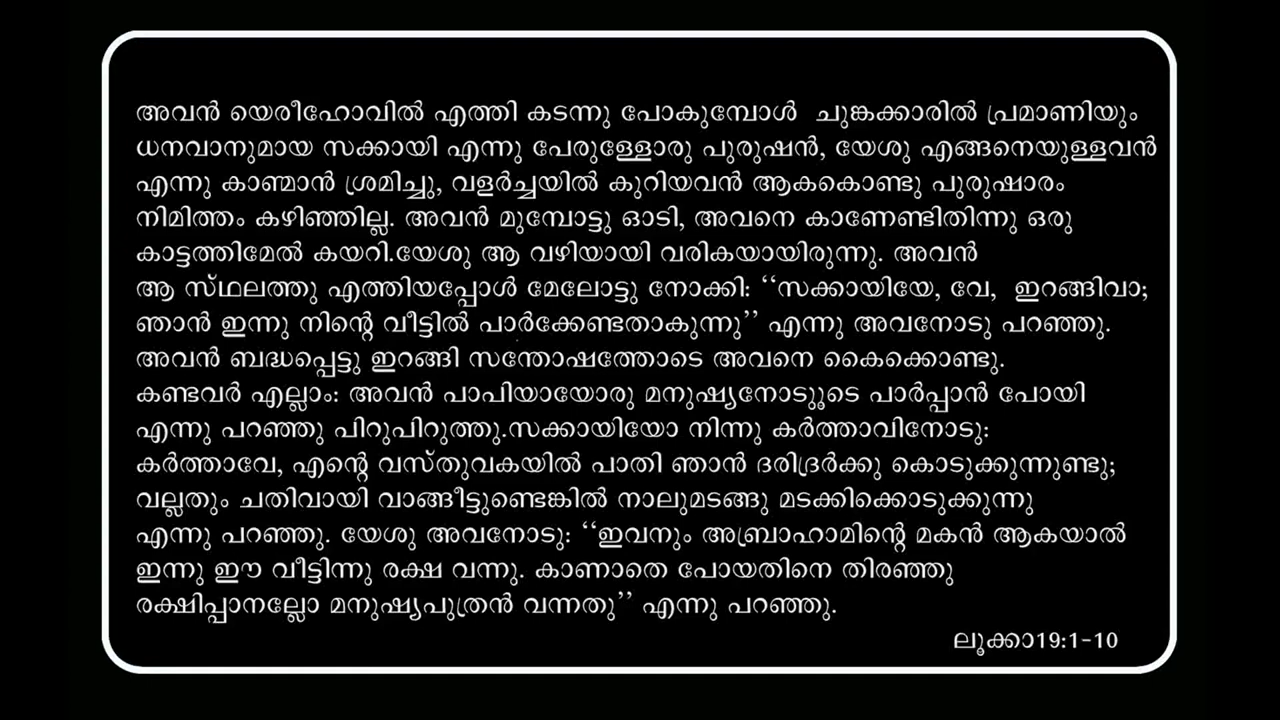 അവൻ യെരീഹോവിൽ എത്തി കടന്നു പോകുമ്പോൾ ചുങ്കക്കാരിൽ പ്രമാണിയും
ധനവാനുമായ സക്കായി എന്നു പേരുള്ളോരു പുരുഷൻ, യേശു എങ്ങനെയുള്ളവൻ
എന്നു കാണ്മാൻ ശ്രമിച്ചു, വളർച്ചയിൽ കുറിയവൻ ആകകൊണ്ടു പുരുഷാരം
നിമിത്തം കഴിഞ്ഞില്ല. അവൻ മുമ്പോട്ടു ഓടി, അവനെ കാണേണ്ടിതിന്നു ഒരു
കാട്ടത്തിമേൽ കയറി.യേശു ആ വഴിയായി വരികയായിരുന്നു. അവൻ
ആ സ്ഥലത്തു എത്തിയപ്പോൾ മേലോട്ടു നോക്കി: ‘‘സക്കായിയേ, വേ, ഇറങ്ങിവാ;
ഞാൻ ഇന്നു നിന്റെ വീട്ടിൽ പാർക്കേണ്ടതാകുന്നു’’ എന്നു അവനോടു പറഞ്ഞു.
അവൻ ബദ്ധപ്പെട്ടു ഇറങ്ങി സന്തോഷത്തോടെ അവനെ കൈക്കൊണ്ടു.
കണ്ടവർ എല്ലാം: അവൻ പാപിയായോരു മനുഷ്യനോടുൂടെ പാർപ്പാൻ പോയി
എന്നു പറഞ്ഞു പിറുപിറുത്തു.സക്കായിയോ നിന്നു കർത്താവിനോടു:
കർത്താവേ, എന്റെ വസ്തുവകയിൽ പാതി ഞാൻ ദരിദ്രർക്കു കൊടുക്കുന്നുണ്ടു;
വല്ലതും ചതിവായി വാങ്ങീട്ടുണ്ടെങ്കിൽ നാലുമടങ്ങു മടക്കിക്കൊടുക്കുന്നു
എന്നു പറഞ്ഞു. യേശു അവനോടു: ‘‘ഇവനും അബ്രാഹാമിന്റെ മകൻ ആകയാൽ
ഇന്നു ഈ വീട്ടിന്നു രക്ഷ വന്നു. കാണാതെ പോയതിനെ തിരഞ്ഞു
രക്ഷിപ്പാനല്ലോ മനുഷ്യപുത്രൻ വന്നതു’’ എന്നു പറഞ്ഞു.
ലൂക്കാ19:1-10